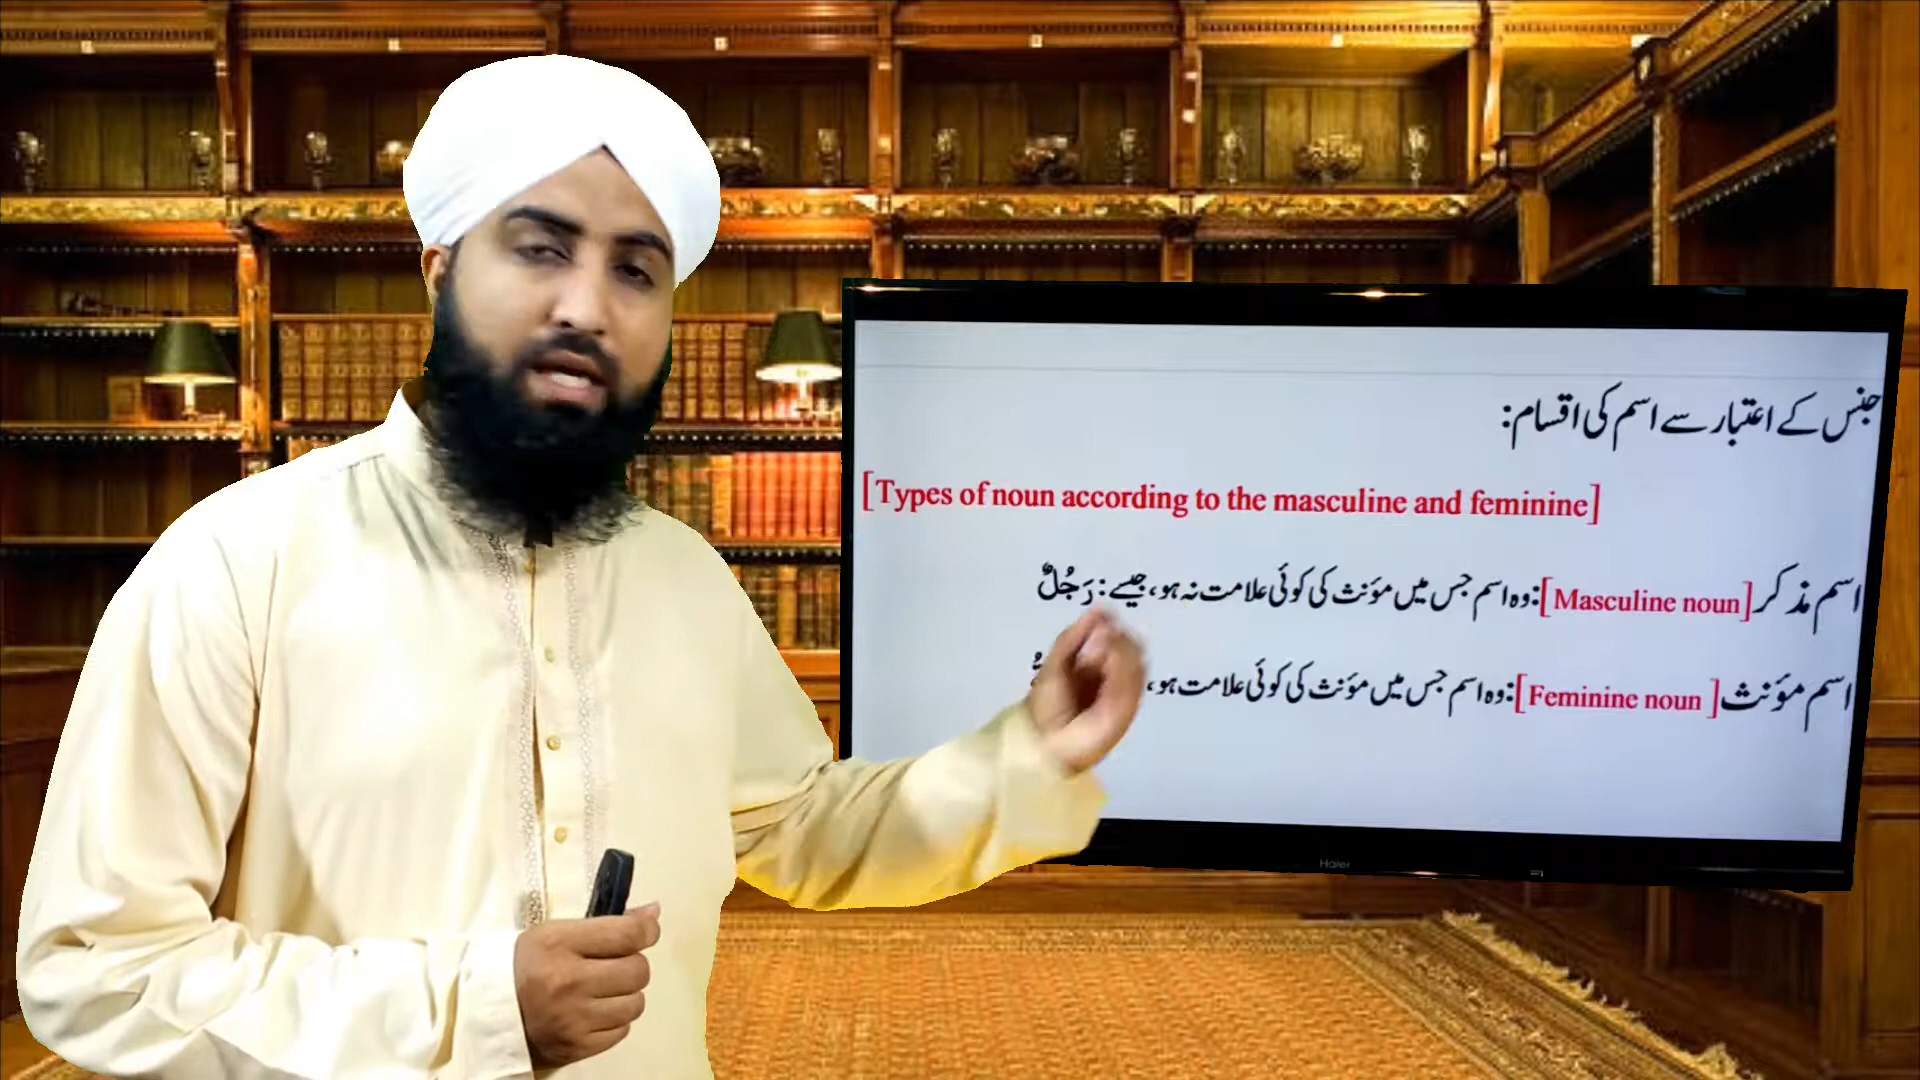 جنس کے اعتبار سے اسم کی اقسام:
[Types of noun according to the masculine and feminine]
اسم مذکر [Masculine noun]: وہ اسم جس میں مؤنث کی کوئی علامت نہ ہو، جیسے: رَجُلٌ
اسم مؤنث [Feminine noun ]: وہ اسم جس میں مؤنث کی کوئی علامت ہو،
Haier